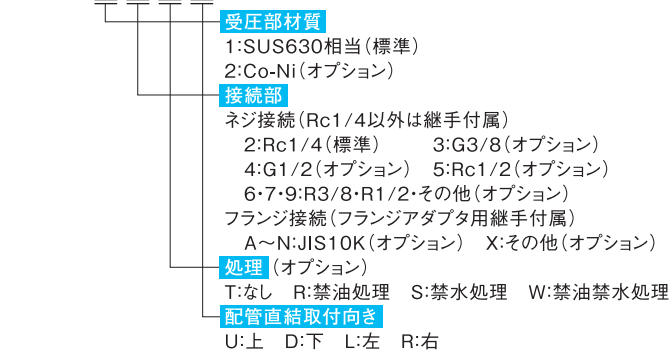 受圧部材質
1:SUS630相当(標準)
2:Co-Ni(オプション)
接続部
ネジ接続(Rc1/4以外は継手付属)
2:Rc1/4(標準) 3:G3/8(オプション)
4:G1/2(オプション) 5:Rc1/2(オプション)
6・7・9:R3/8・R1/2・その他(オプション)
フランジ接続(フランジアダプタ用継手付属)
A〜N:JIS10K(オプション) X:その他(オプション)
処理(オプション)
T:なし R:禁油処理 S:禁水処理 W:禁油禁水処理
配管直結取付向き
U:上 D:下 L:左 R:右